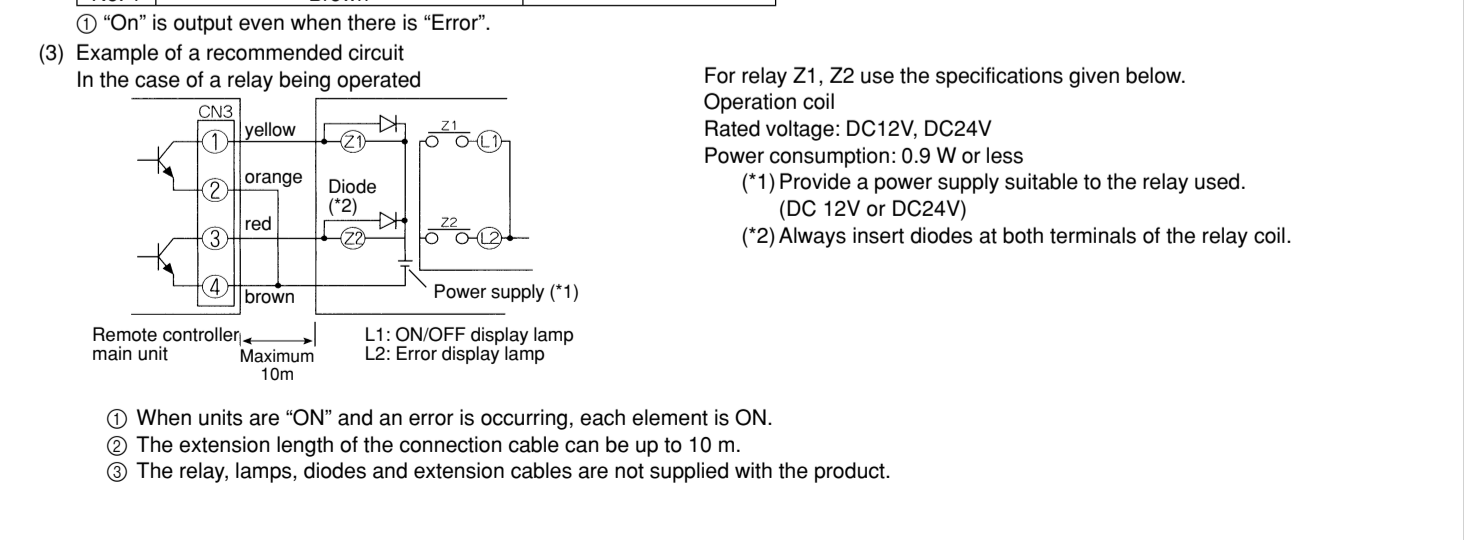 ① “On” is output even when there is “Error”.
(3) Example of a recommended circuit
In the case of a relay being operated
For relay Z1, Z2 use the specifications given below.
Operation coil
Rated voltage: DC12V, DC24V
Power consumption: 0.9 W or less
(*1) Provide a power supply suitable to the relay used.
(DC 12V or DC24V)
(*2) Always insert diodes at both terminals of the relay coil.
CN3
1
yellow
Z1
Z1
L1
2
orange
Diode
(*2)
3
red
Z2
Z2
L2
4
brown
Power supply (*1)
Remote controller
main unit
Maximum
10m
L1: ON/OFF display lamp
L2: Error display lamp
① When units are “ON” and an error is occurring, each element is ON.
② The extension length of the connection cable can be up to 10 m.
③ The relay, lamps, diodes and extension cables are not supplied with the product.